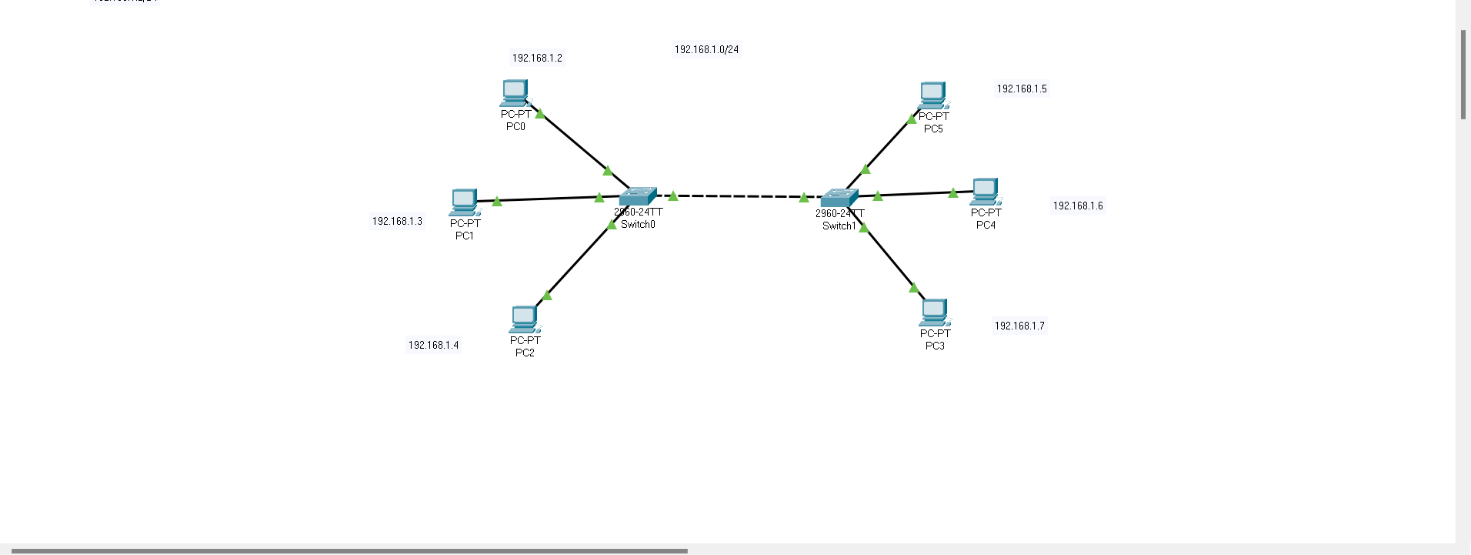 192.168.1.2
192.168.1.0/24
192.168.1.5
PC-PT
PC0
PC-PT
PC5
192.168.1.3
PC-PT
PC1
2960-24TT
Switch0
2960-24TT
Switch1
PC-PT
PC4
192.168.1.6
192.168.1.4
PC-PT
PC2
PC-PT
PC3
192.168.1.7